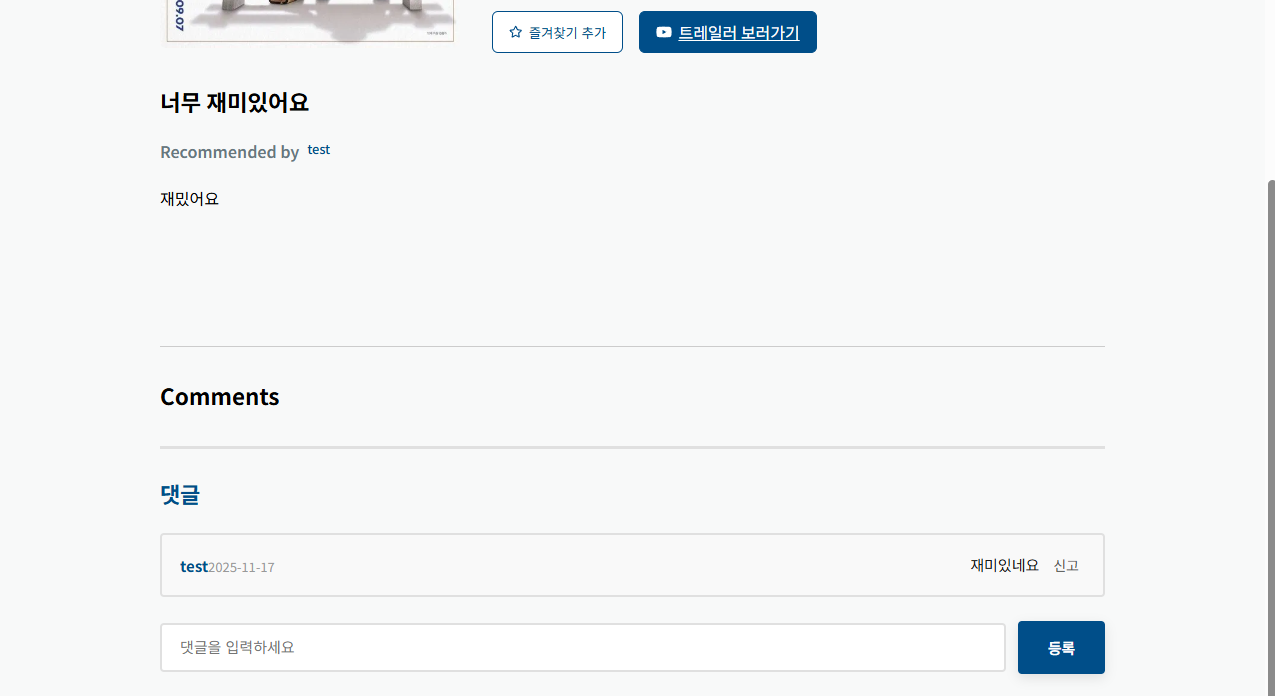 09.07
즐겨찾기 추가
트레일러 보러가기
너무 재미있어요
Recommended by test
재밌어요
Comments
댓글
test2025-11-17 재미있네요 신고
댓글을 입력하세요 등록